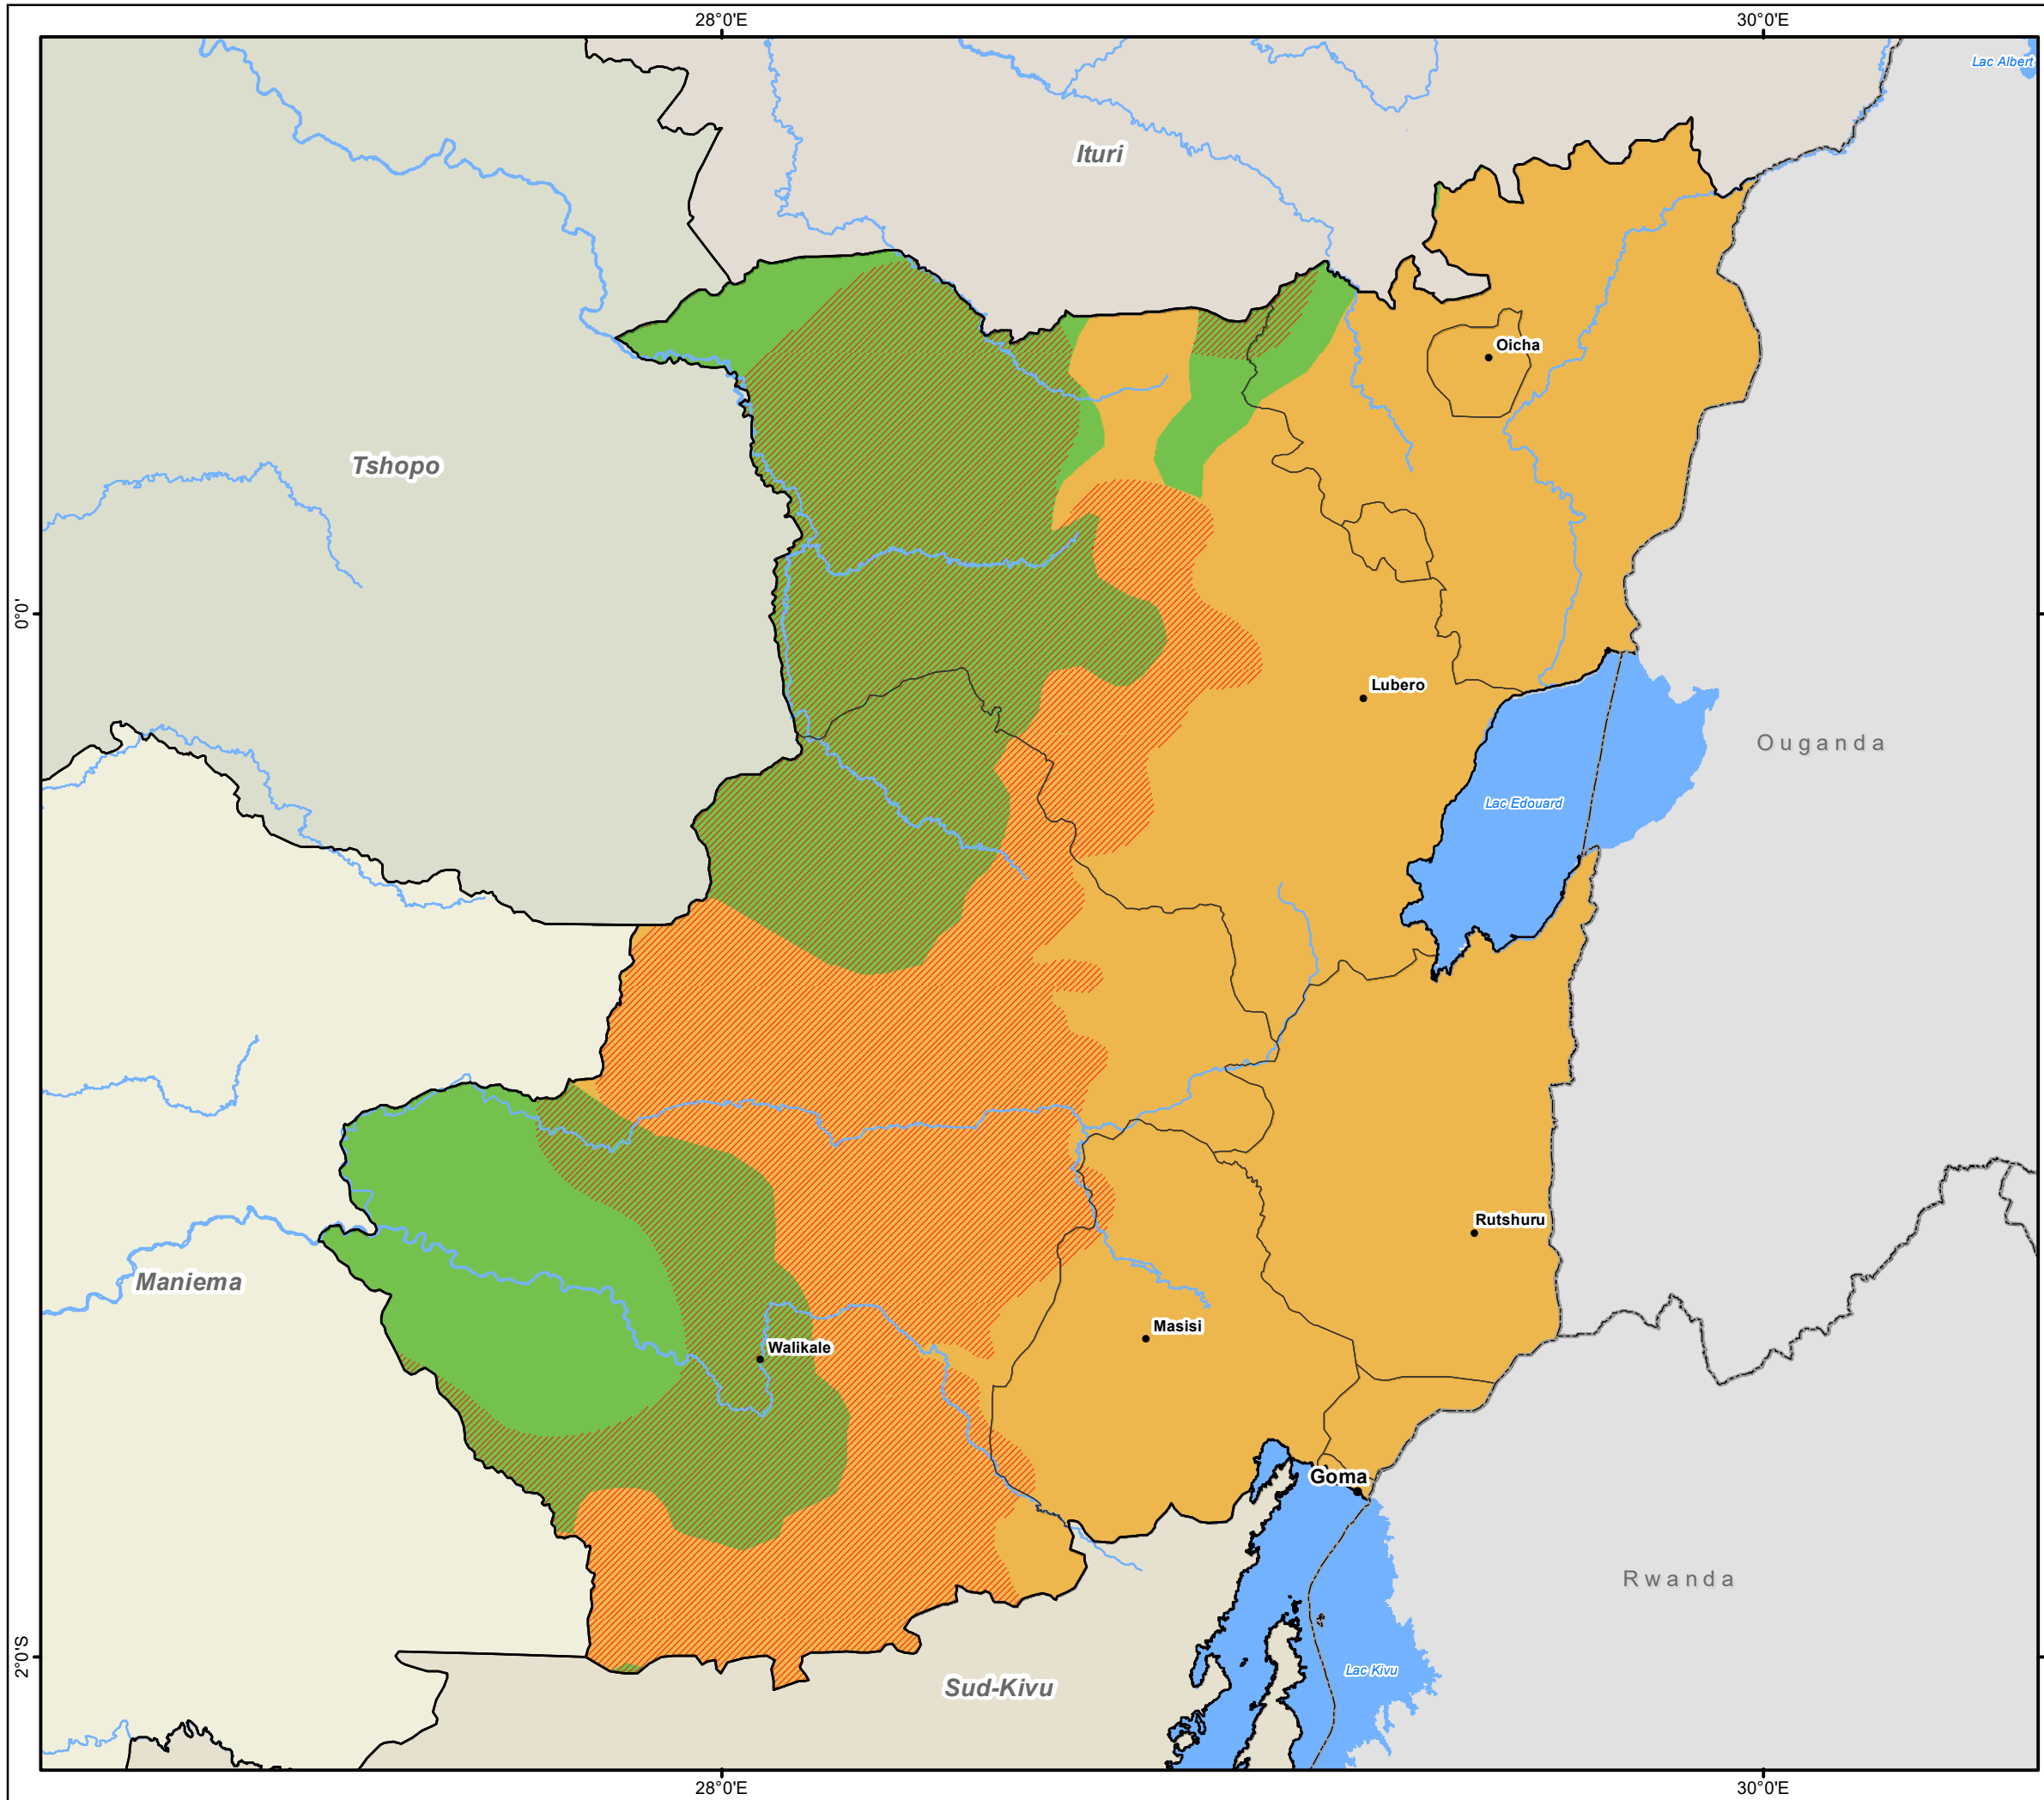 28°0'E
30°0'E
Lac Albert
Ituri
Oicha
Tshopo
0°0'
Lubero
Ouganda
Lac Edouard
Rutshuru
Maniema
Masisi
Walikale
Goma
Rwanda
2°0'S
Lac Kivu
Sud-Kivu
28°0'E
30°0'E